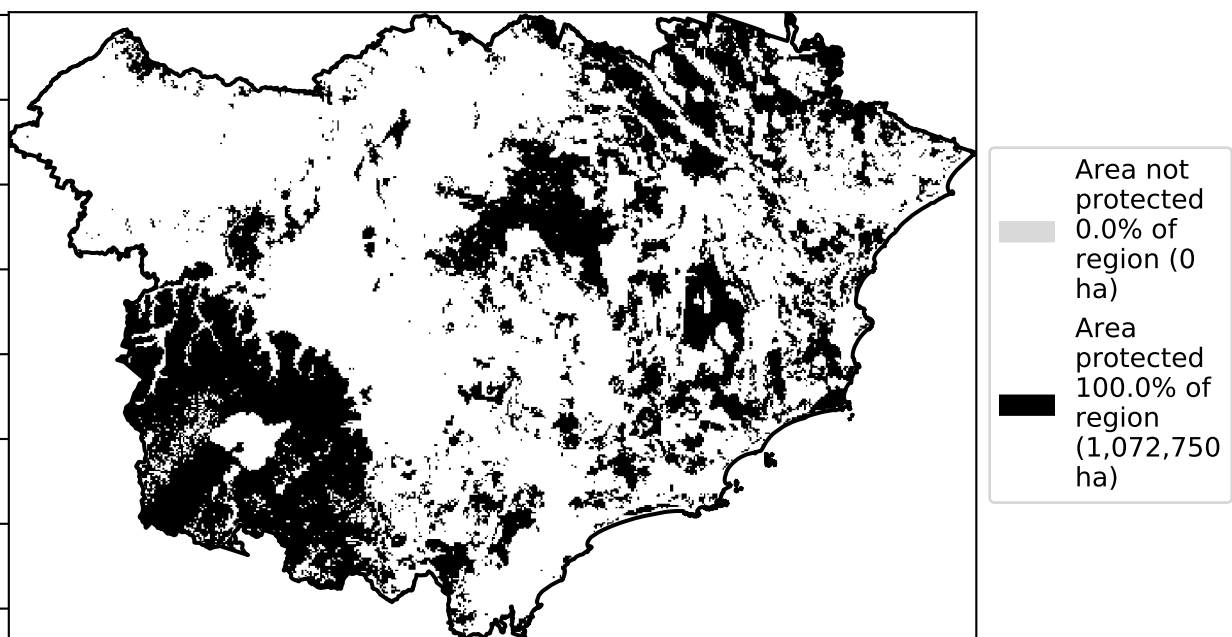 Area not
protected
0.0% of
region (0
ha)
Area
protected
100.0% of
region
(1,072,750
ha)